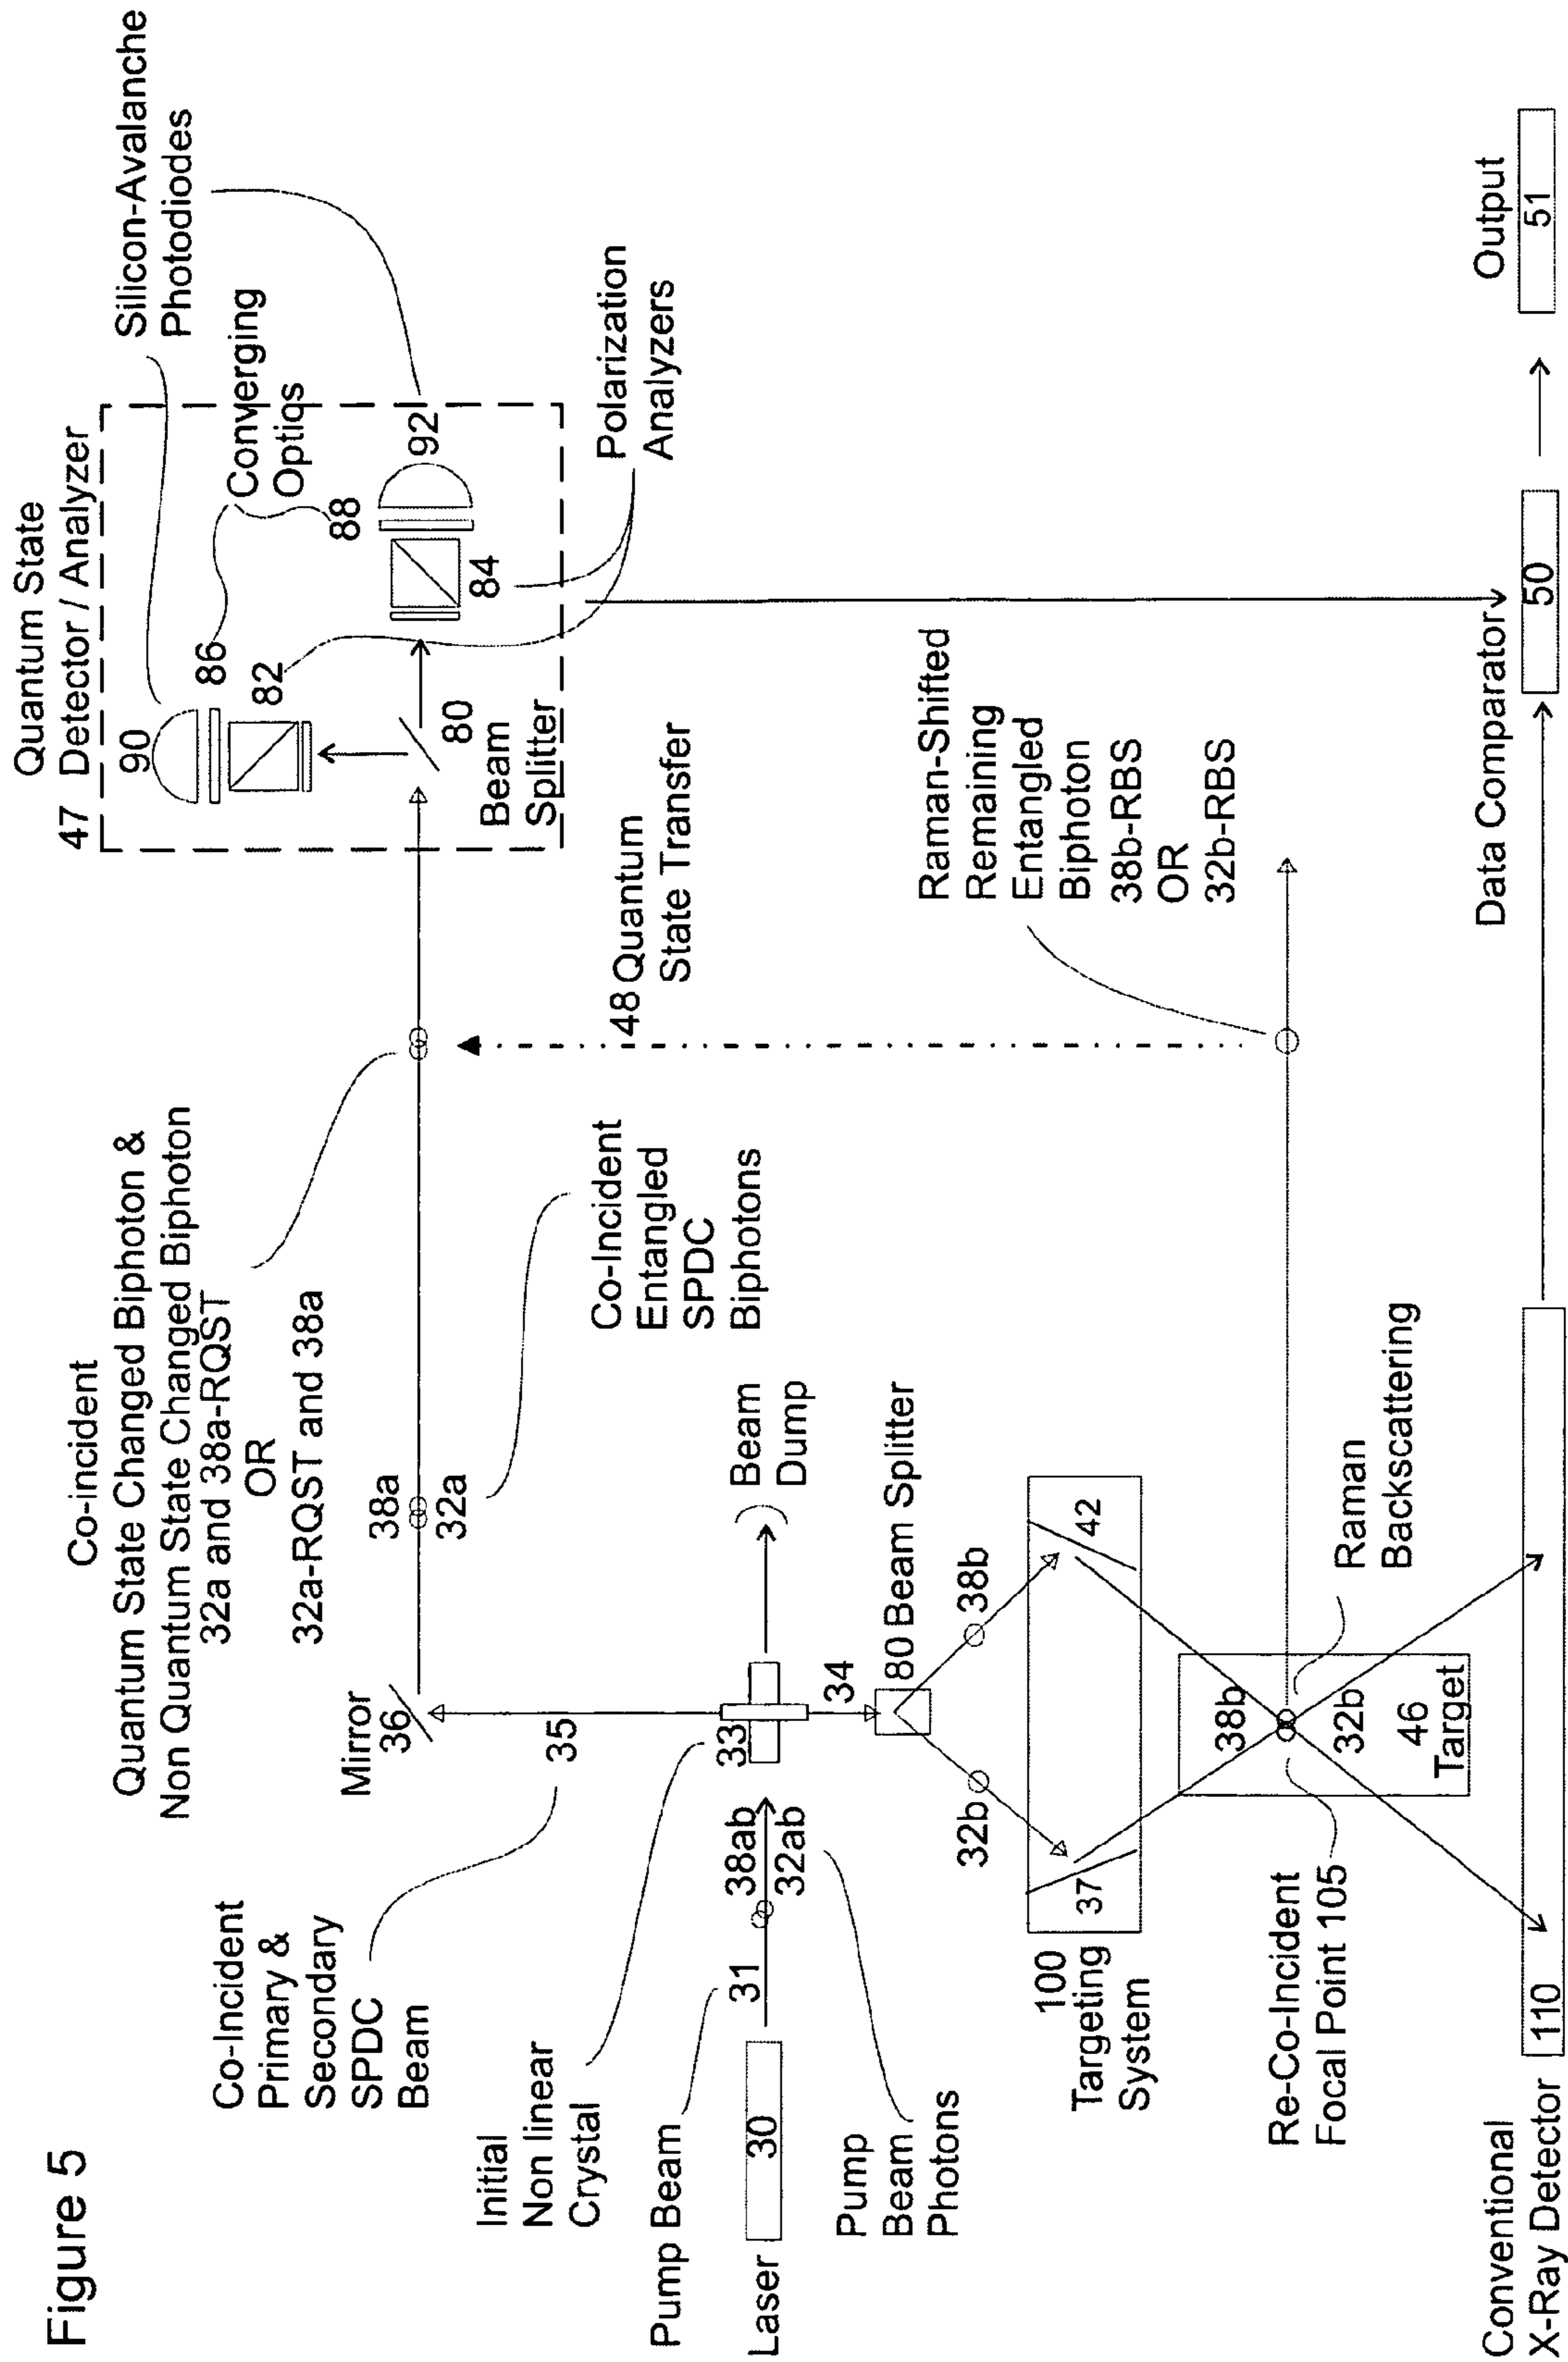 Figure 5
Co-incident
Quantum State Changed Biphoton &
Non Quantum State Changed Biphoton
32a and 38a-RQST
OR
32a-RQST and 38a
Quantum State
47 Detector / Analyzer
Silicon-Avalanche
Photodiodes
Converging
Optics
90
86
82
88
92
84
80
Beam
Splitter
Polarization
Analyzers
Mirror
36
38a
32a
Co-Incident
Entangled
SPDC
Biphotons
48 Quantum
State Transfer
Co-Incident
Primary &
Secondary
SPDC
Beam
35
Initial
Non linear
Crystal
33
Pump Beam
31
38ab
32ab
Laser
30
Pump
Beam
Photons
Beam
Dump
34
80 Beam Splitter
32b
38b
37
42
100
Targeting
System
Raman-Shifted
Remaining
Entangled
Biphoton
38b-RBS
OR
32b-RBS
38b
32b
46
Target
Re-Co-Incident
Focal Point 105
Raman
Backscattering
Conventional
X-Ray Detector
110
Data Comparator
50
Output
51